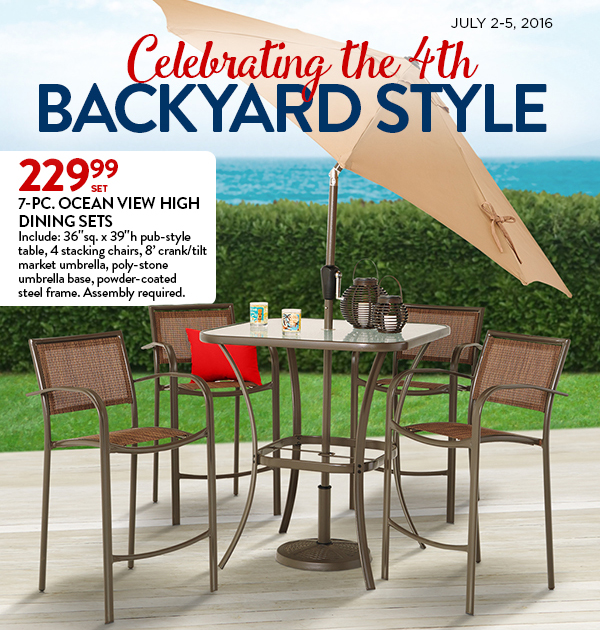 JULY 2-5, 2016
Celebrating the 4th
BACKYARD STYLE
229⁹⁹
SET
7-PC. OCEAN VIEW HIGH
DINING SETS
Include: 36"sq. x 39"h pub-style
table, 4 stacking chairs, 8' crank/tilt
market umbrella, poly-stone
umbrella base, powder-coated
steel frame. Assembly required.